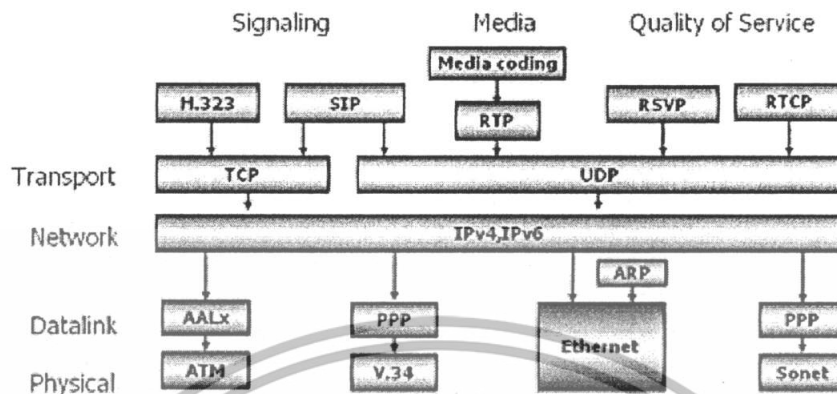 Signaling Media Quality of Service
Media coding
H.323 SIP RTP RSVP RTCP
Transport TCP UDP
Network IPv4,IPv6
ARP
Datalink AALx PPP Ethernet PPP
Physical ATM V.34 Sonet